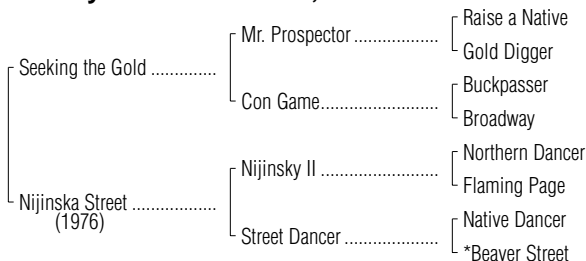 Raise a Native
Mr. Prospector ...................
Gold Digger
Seeking the Gold ..............
Buckpasser
Con Game..........................
Broadway
Northern Dancer
Nijinsky II ..........................
Flaming Page
Nijinska Street ..................
(1976)
Native Dancer
Street Dancer .....................
*Beaver Street